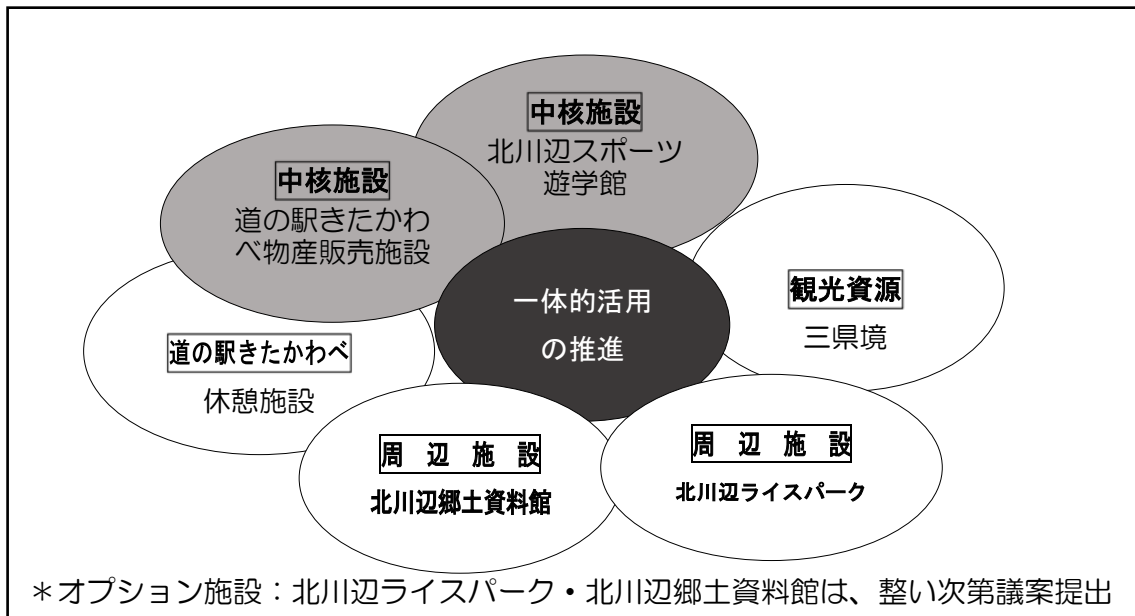 中核施設
北川辺スポーツ
遊学館
中核施設
道の駅きたかわ
べ物産販売施設
一体的活用
の推進
観光資源
三県境
道の駅きたかわべ
休憩施設
周 辺 施 設
北川辺郷土資料館
周 辺 施 設
北川辺ライスパーク
＊オプション施設：北川辺ライスパーク・北川辺郷土資料館は、整い次第議案提出